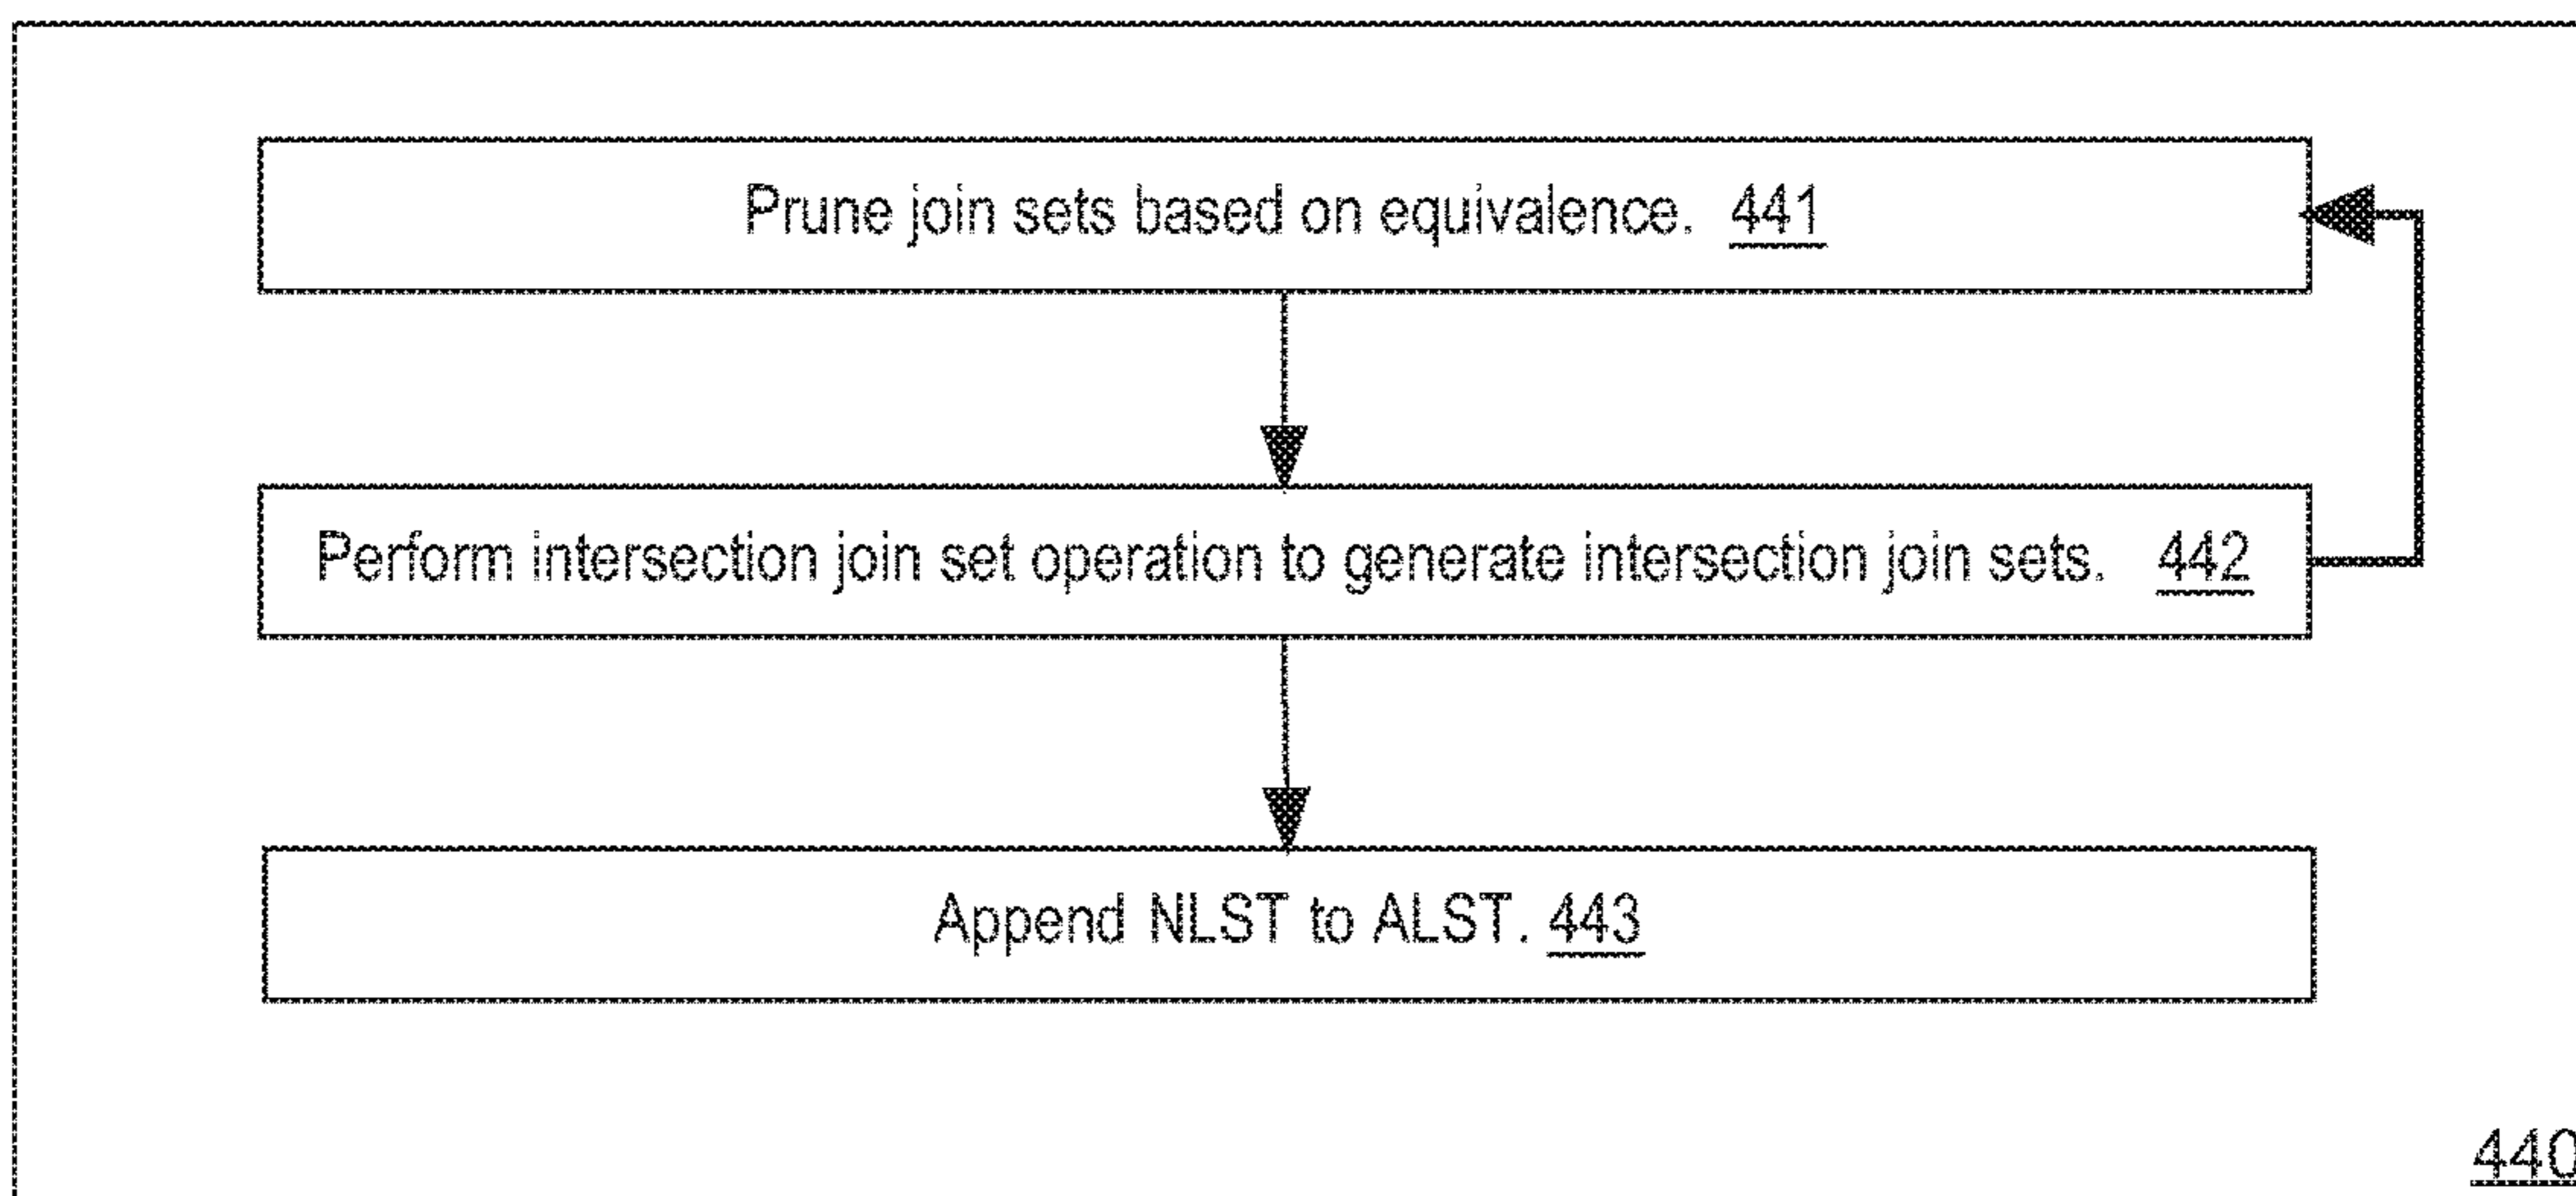 Prune join sets based on equivalence. 441
Perform intersection join set operation to generate intersection join sets. 442
Append NLST to ALST. 443
440